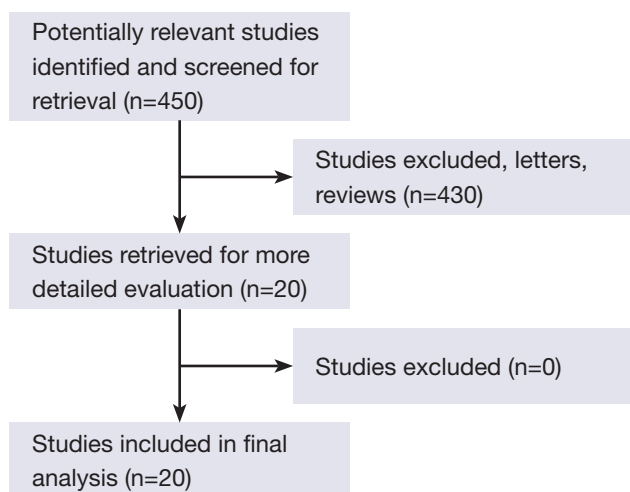 Potentially relevant studies
identified and screened for
retrieval (n=450)
Studies excluded, letters,
reviews (n=430)
Studies retrieved for more
detailed evaluation (n=20)
Studies excluded (n=0)
Studies included in final
analysis (n=20)